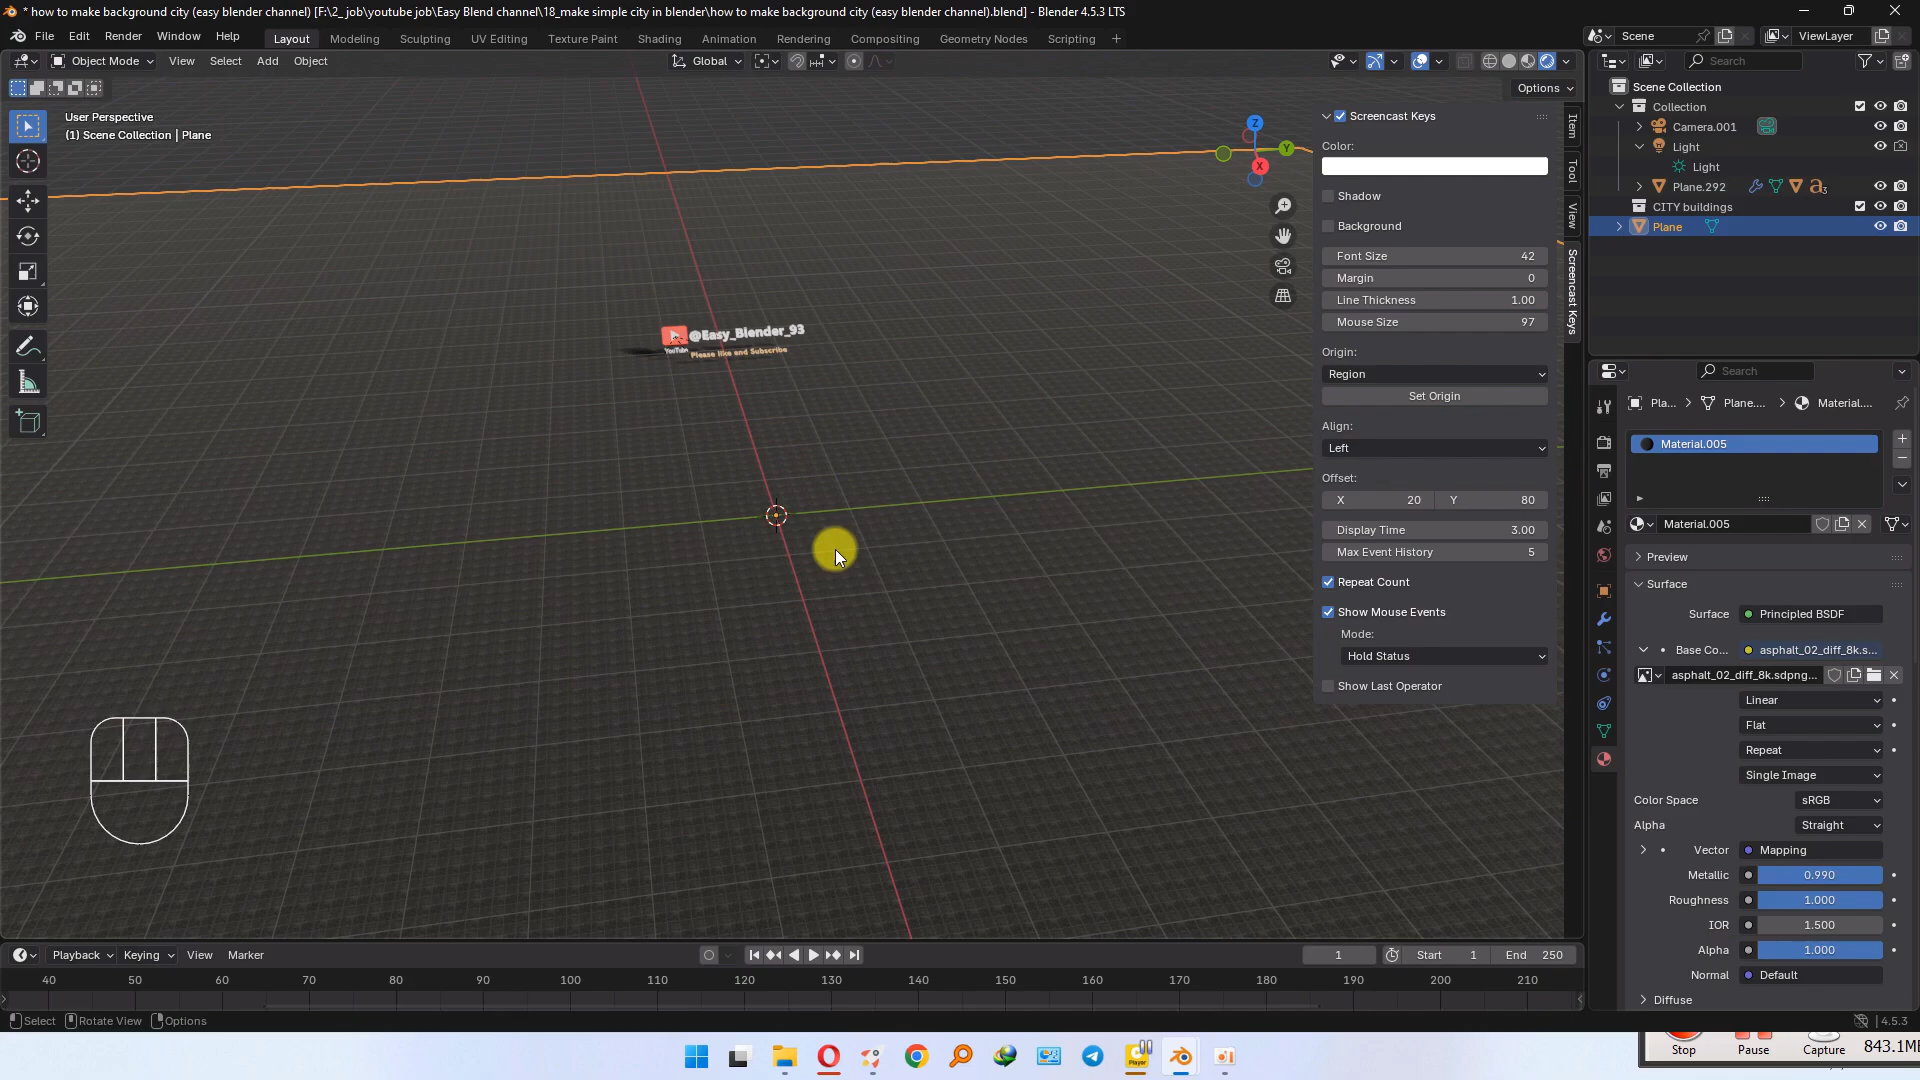 * how to make background city (easy blender channel) [F:\2_ job\youtube job\Easy Blend channel\18_make simple city in blender\how to make background city (easy blender channel).blend] - Blender 4.5.3 LTS
File Edit Render Window Help
Layout Modeling Sculpting UV Editing Texture Paint Shading Animation Rendering Compositing Geometry Nodes Scripting +
Scene
ViewLayer
Object Mode View Select Add Object
Global
Search
Options
User Perspective
(1) Scene Collection | Plane
Z
Y
X
@Easy_Blender_93
YouTube
Please like and Subscribe
Screencast Keys
Color:
Shadow
Background
Font Size 42
Margin 0
Line Thickness 1.00
Mouse Size 97
Origin:
Region
Set Origin
Align:
Left
Offset:
X 20 Y 80
Display Time 3.00
Max Event History 5
Repeat Count
Show Mouse Events
Mode:
Hold Status
Show Last Operator
Item
Tool
View
Screencast Keys
Scene Collection
Collection
Camera.001
Light
Light
Plane.292
3
CITY buildings
Plane
Search
Pla... > Plane.... > Material....
Material.005
Material.005
Preview
Surface
Surface Principled BSDF
Base Co... asphalt_02_diff_8k.s...
asphalt_02_diff_8k.sdpng...
Linear
Flat
Repeat
Single Image
Color Space sRGB
Alpha Straight
Vector Mapping
Metallic 0.990
Roughness 1.000
IOR 1.500
Alpha 1.000
Normal Default
Diffuse
Playback Keying View Marker
1 Start 1 End 250
40 50 60 70 80 90 100 110 120 130 140 150 160 170 180 190 200 210
Select Rotate View Options
4.5.3
Player
Stop Pause Capture 843.1ME